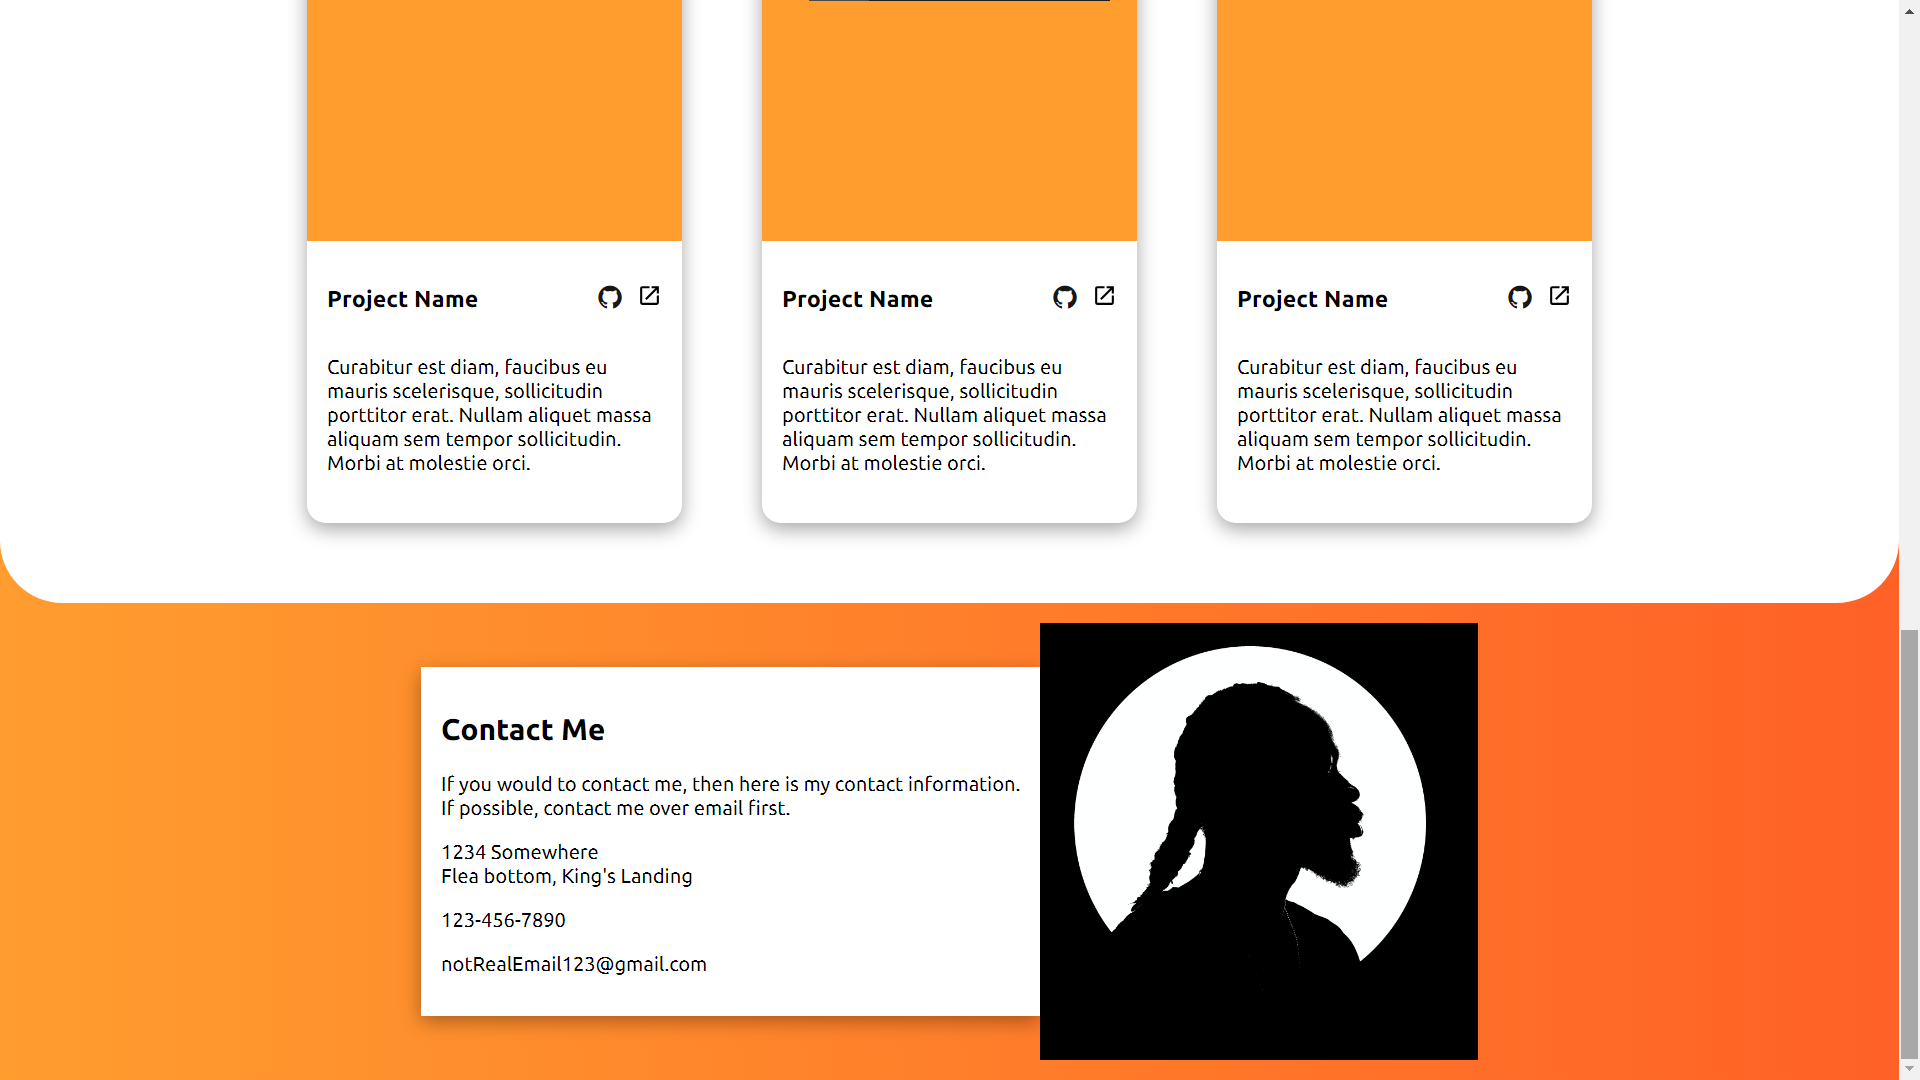 Project Name
Curabitur est diam, faucibus eu
mauris scelerisque, sollicitudin
porttitor erat. Nullam aliquet massa
aliquam sem tempor sollicitudin.
Morbi at molestie orci.
Project Name
Curabitur est diam, faucibus eu
mauris scelerisque, sollicitudin
porttitor erat. Nullam aliquet massa
aliquam sem tempor sollicitudin.
Morbi at molestie orci.
Project Name
Curabitur est diam, faucibus eu
mauris scelerisque, sollicitudin
porttitor erat. Nullam aliquet massa
aliquam sem tempor sollicitudin.
Morbi at molestie orci.
Contact Me
If you would to contact me, then here is my contact information.
If possible, contact me over email first.
1234 Somewhere
Flea bottom, King's Landing
123-456-7890
notRealEmail123@gmail.com